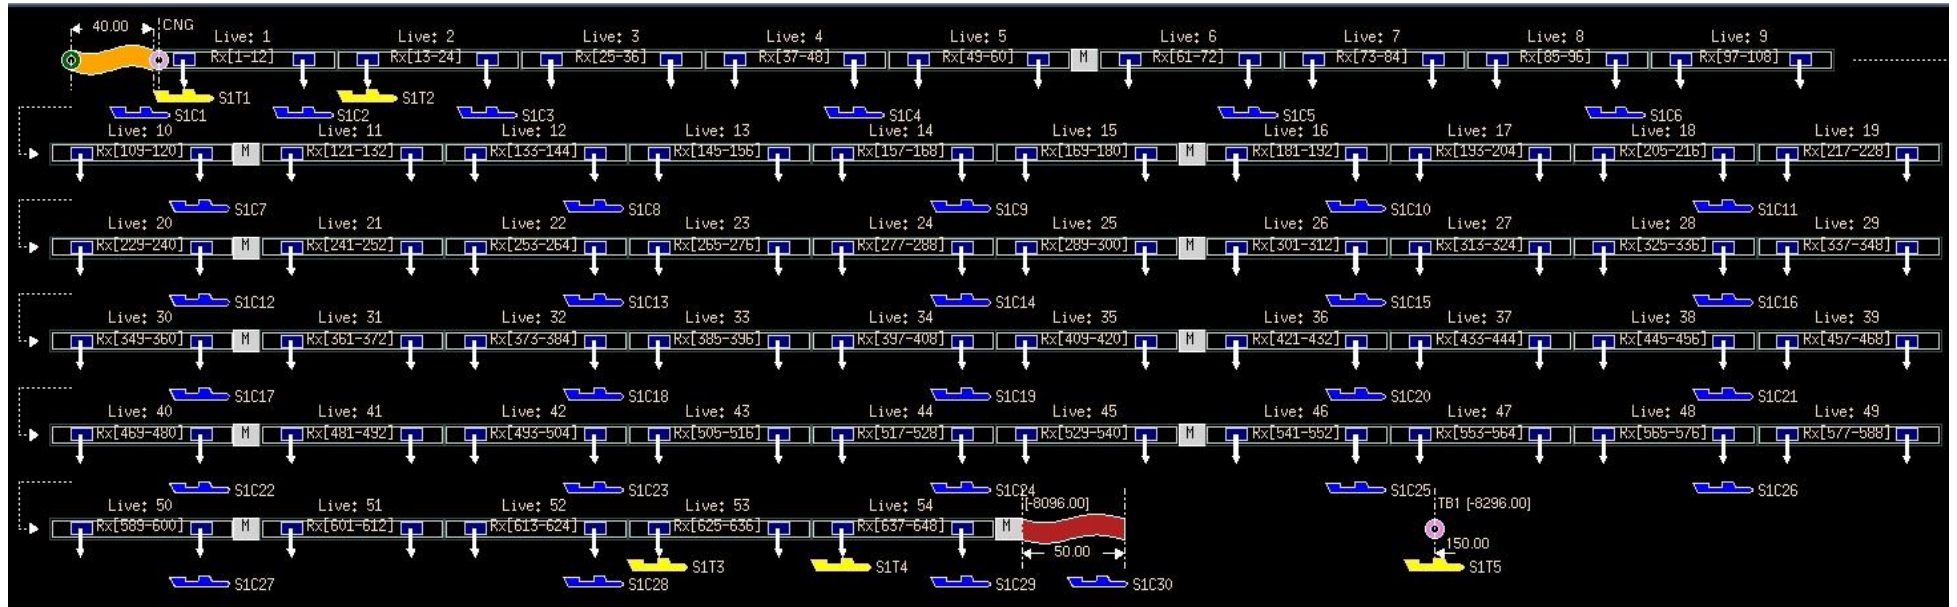 40.00 CNG
Live: 1 Live: 2 Live: 3 Live: 4 Live: 5 Live: 6 Live: 7 Live: 8 Live: 9
Rx[1-12] Rx[13-24] Rx[25-36] Rx[37-48] Rx[49-60] M Rx[61-72] Rx[73-84] Rx[85-96] Rx[97-108]
S1T1 S1T2
S1C1 S1C2 S1C3 S1C4 S1C5 S1C6
Live: 10 Live: 11 Live: 12 Live: 13 Live: 14 Live: 15 Live: 16 Live: 17 Live: 18 Live: 19
Rx[109-120] M Rx[121-132] Rx[133-144] Rx[145-156] Rx[157-168] Rx[169-180] M Rx[181-192] Rx[193-204] Rx[205-216] Rx[217-228]
S1C7 S1C8 S1C9 S1C10 S1C11
Live: 20 Live: 21 Live: 22 Live: 23 Live: 24 Live: 25 Live: 26 Live: 27 Live: 28 Live: 29
Rx[229-240] M Rx[241-252] Rx[253-264] Rx[265-276] Rx[277-288] Rx[289-300] M Rx[301-312] Rx[313-324] Rx[325-336] Rx[337-348]
S1C12 S1C13 S1C14 S1C15 S1C16
Live: 30 Live: 31 Live: 32 Live: 33 Live: 34 Live: 35 Live: 36 Live: 37 Live: 38 Live: 39
Rx[349-360] M Rx[361-372] Rx[373-384] Rx[385-396] Rx[397-408] Rx[409-420] M Rx[421-432] Rx[433-444] Rx[445-456] Rx[457-468]
S1C17 S1C18 S1C19 S1C20 S1C21
Live: 40 Live: 41 Live: 42 Live: 43 Live: 44 Live: 45 Live: 46 Live: 47 Live: 48 Live: 49
Rx[469-480] M Rx[481-492] Rx[493-504] Rx[505-516] Rx[517-528] Rx[529-540] M Rx[541-552] Rx[553-564] Rx[565-576] Rx[577-588]
S1C22 S1C23 S1C24 S1C25 S1C26
Live: 50 Live: 51 Live: 52 Live: 53 Live: 54 [-8096.00] TB1 [-8296.00]
Rx[589-600] M Rx[601-612] Rx[613-624] Rx[625-636] Rx[637-648] M
50.00 150.00
S1T3 S1T4 S1T5
S1C27 S1C28 S1C29 S1C30